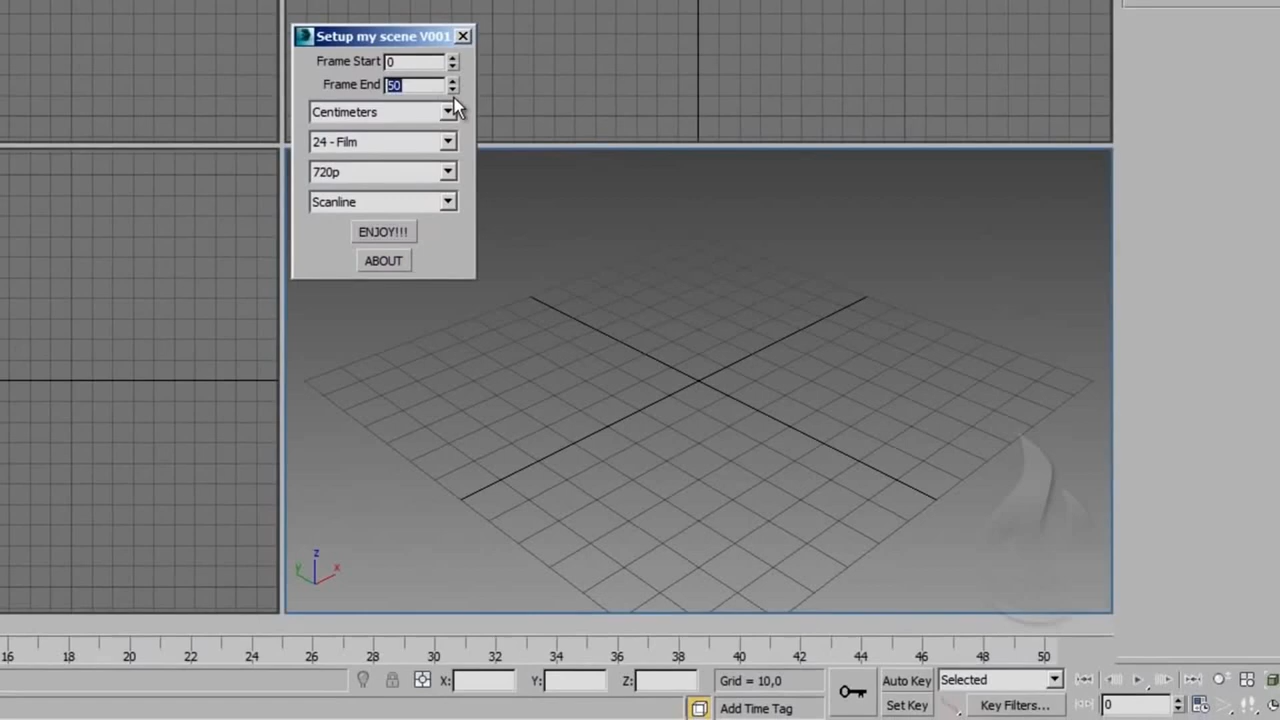 Setup my scene V001
Frame Start 0
Frame End 50
Centimeters
24 - Film
720p
Scanline
ENJOY!!!
ABOUT
z
y
x
16 18 20 22 24 26 28 30 32 34 36 38 40 42 44 46 48 50
X: Y: Z: Grid = 10,0 Auto Key Selected
Add Time Tag Set Key Key Filters... 0